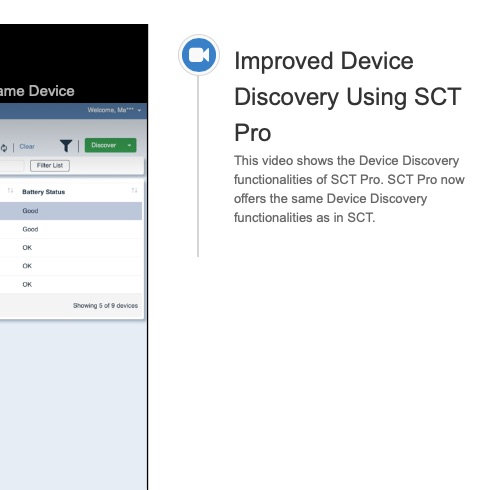 ame Device
Welcome, Ma***
Clear
Discover
Filter List
Battery Status
Good
Good
OK
OK
OK
Showing 5 of 9 devices
Improved Device
Discovery Using SCT
Pro
This video shows the Device Discovery
functionalities of SCT Pro. SCT Pro now
offers the same Device Discovery
functionalities as in SCT.